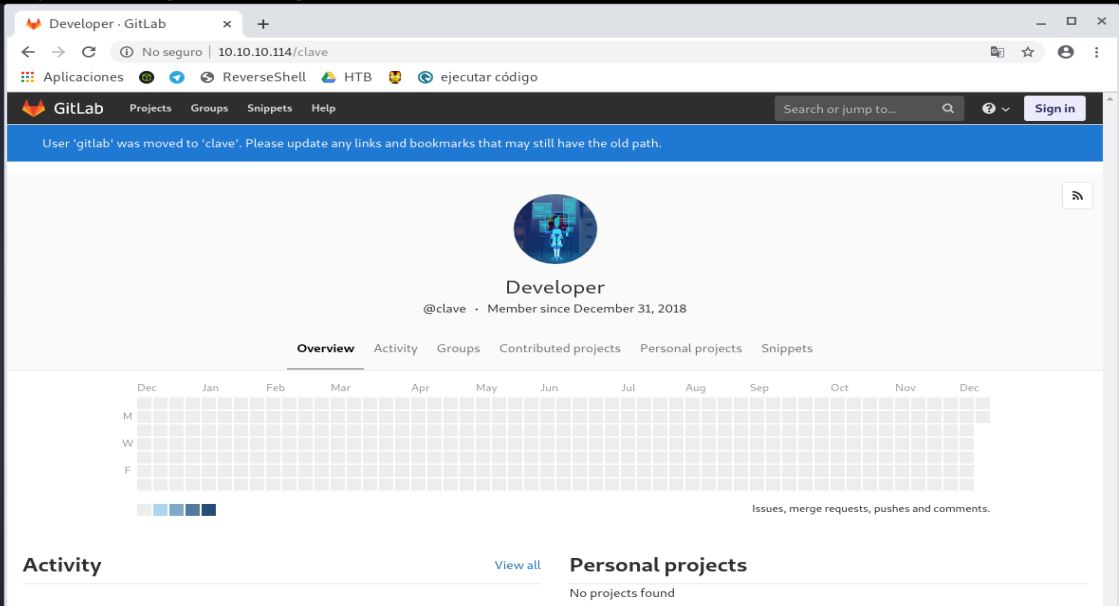 Developer · GitLab
No seguro | 10.10.10.114/clave
Aplicaciones ReverseShell HTB ejecutar código
GitLab Projects Groups Snippets Help Search or jump to... Sign in
User 'gitlab' was moved to 'clave'. Please update any links and bookmarks that may still have the old path.
Developer
@clave · Member since December 31, 2018
Overview Activity Groups Contributed projects Personal projects Snippets
Dec Jan Feb Mar Apr May Jun Jul Aug Sep Oct Nov Dec
M
W
F
Issues, merge requests, pushes and comments.
Activity View all Personal projects
No projects found